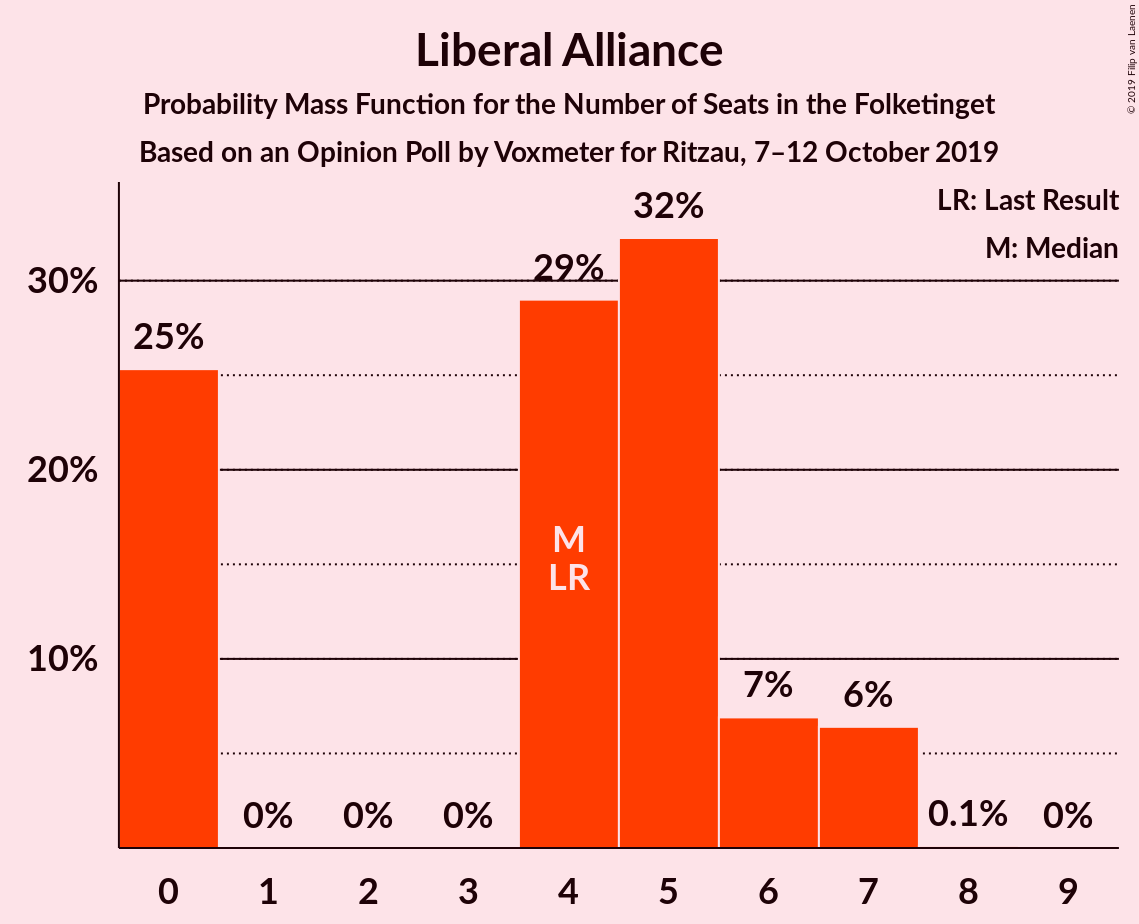 Liberal Alliance
Probability Mass Function for the Number of Seats in the Folketinget
Based on an Opinion Poll by Voxmeter for Ritzau, 7–12 October 2019
© 2019 Filip van Laenen
LR: Last Result
M: Median
30%
20%
10%
25%
0%
0%
0%
29%
32%
7%
6%
0.1%
0%
M
LR
0
1
2
3
4
5
6
7
8
9